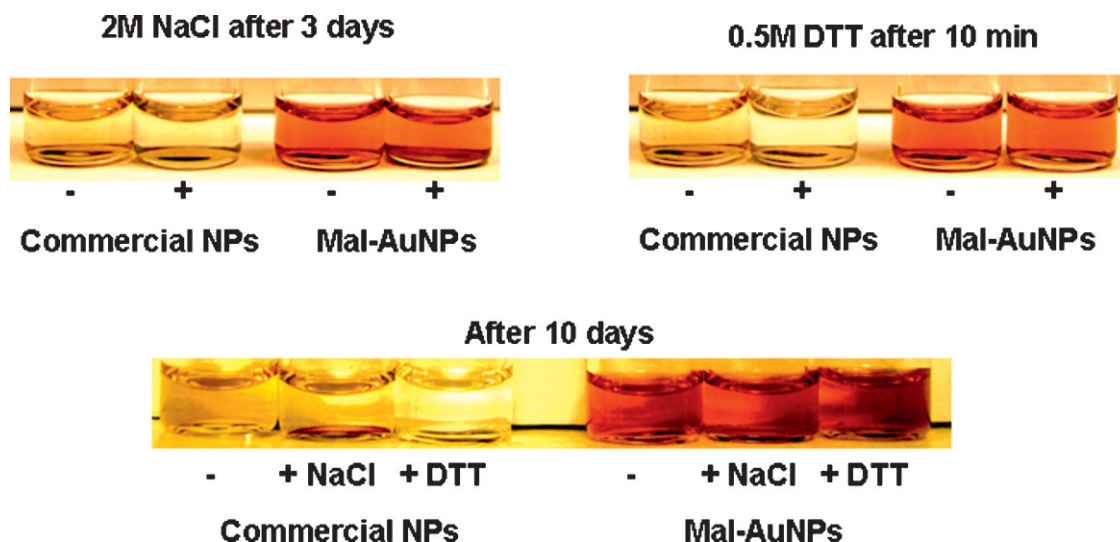 2M NaCl after 3 days
- + - +
Commercial NPs Mal-AuNPs
0.5M DTT after 10 min
- + - +
Commercial NPs Mal-AuNPs
After 10 days
- + NaCl + DTT - + NaCl + DTT
Commercial NPs Mal-AuNPs